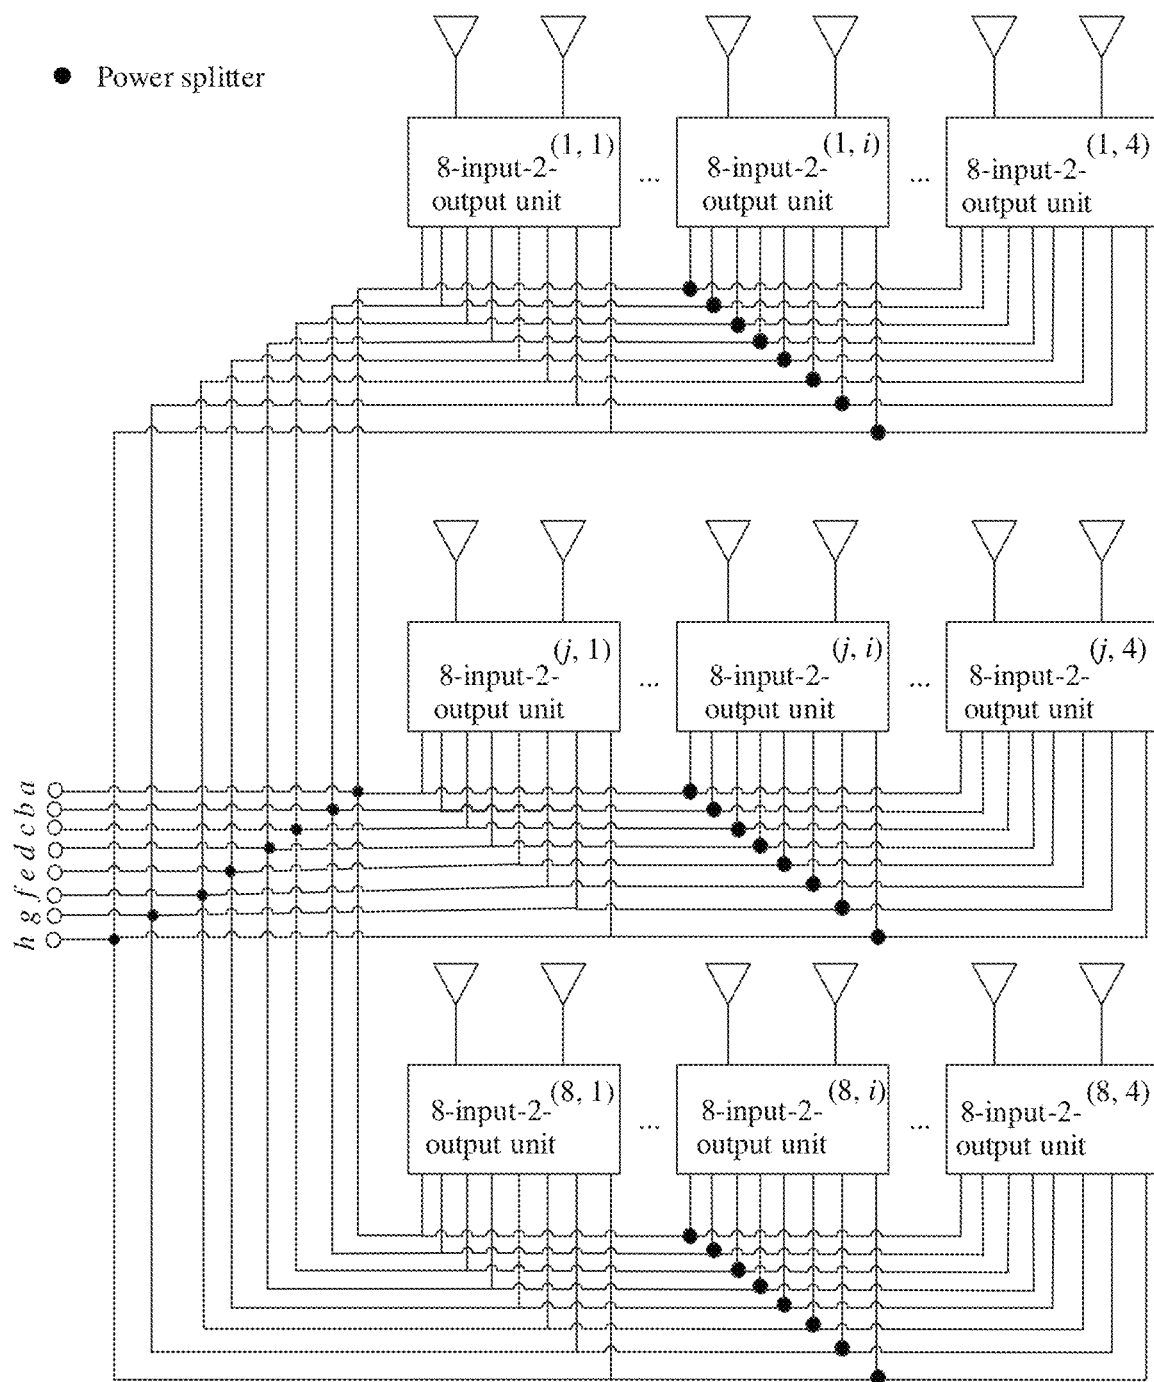 Power splitter
(1, 1)
8-input-2-
output unit
...
(1, i)
8-input-2-
output unit
...
(1, 4)
8-input-2-
output unit
(j, 1)
8-input-2-
output unit
...
(j, i)
8-input-2-
output unit
...
(j, 4)
8-input-2-
output unit
h g f e d c b a
(8, 1)
8-input-2-
output unit
...
(8, i)
8-input-2-
output unit
...
(8, 4)
8-input-2-
output unit